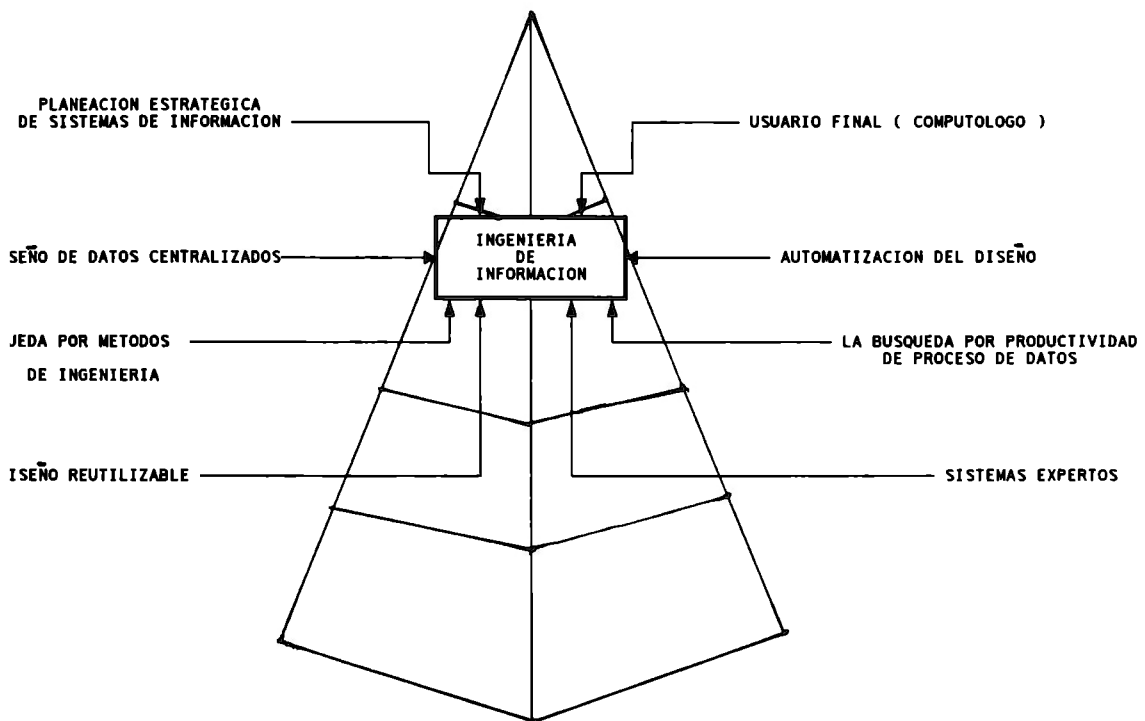 PLANEACION ESTRATEGICA
DE SISTEMAS DE INFORMACION
USUARIO FINAL ( COMPUTOLOGO )
INGENIERIA
DE
INFORMACION
SEÑO DE DATOS CENTRALIZADOS
AUTOMATIZACION DEL DISEÑO
JEDA POR METODOS
DE INGENIERIA
LA BUSQUEDA POR PRODUCTIVIDAD
DE PROCESO DE DATOS
ISEÑO REUTILIZABLE
SISTEMAS EXPERTOS